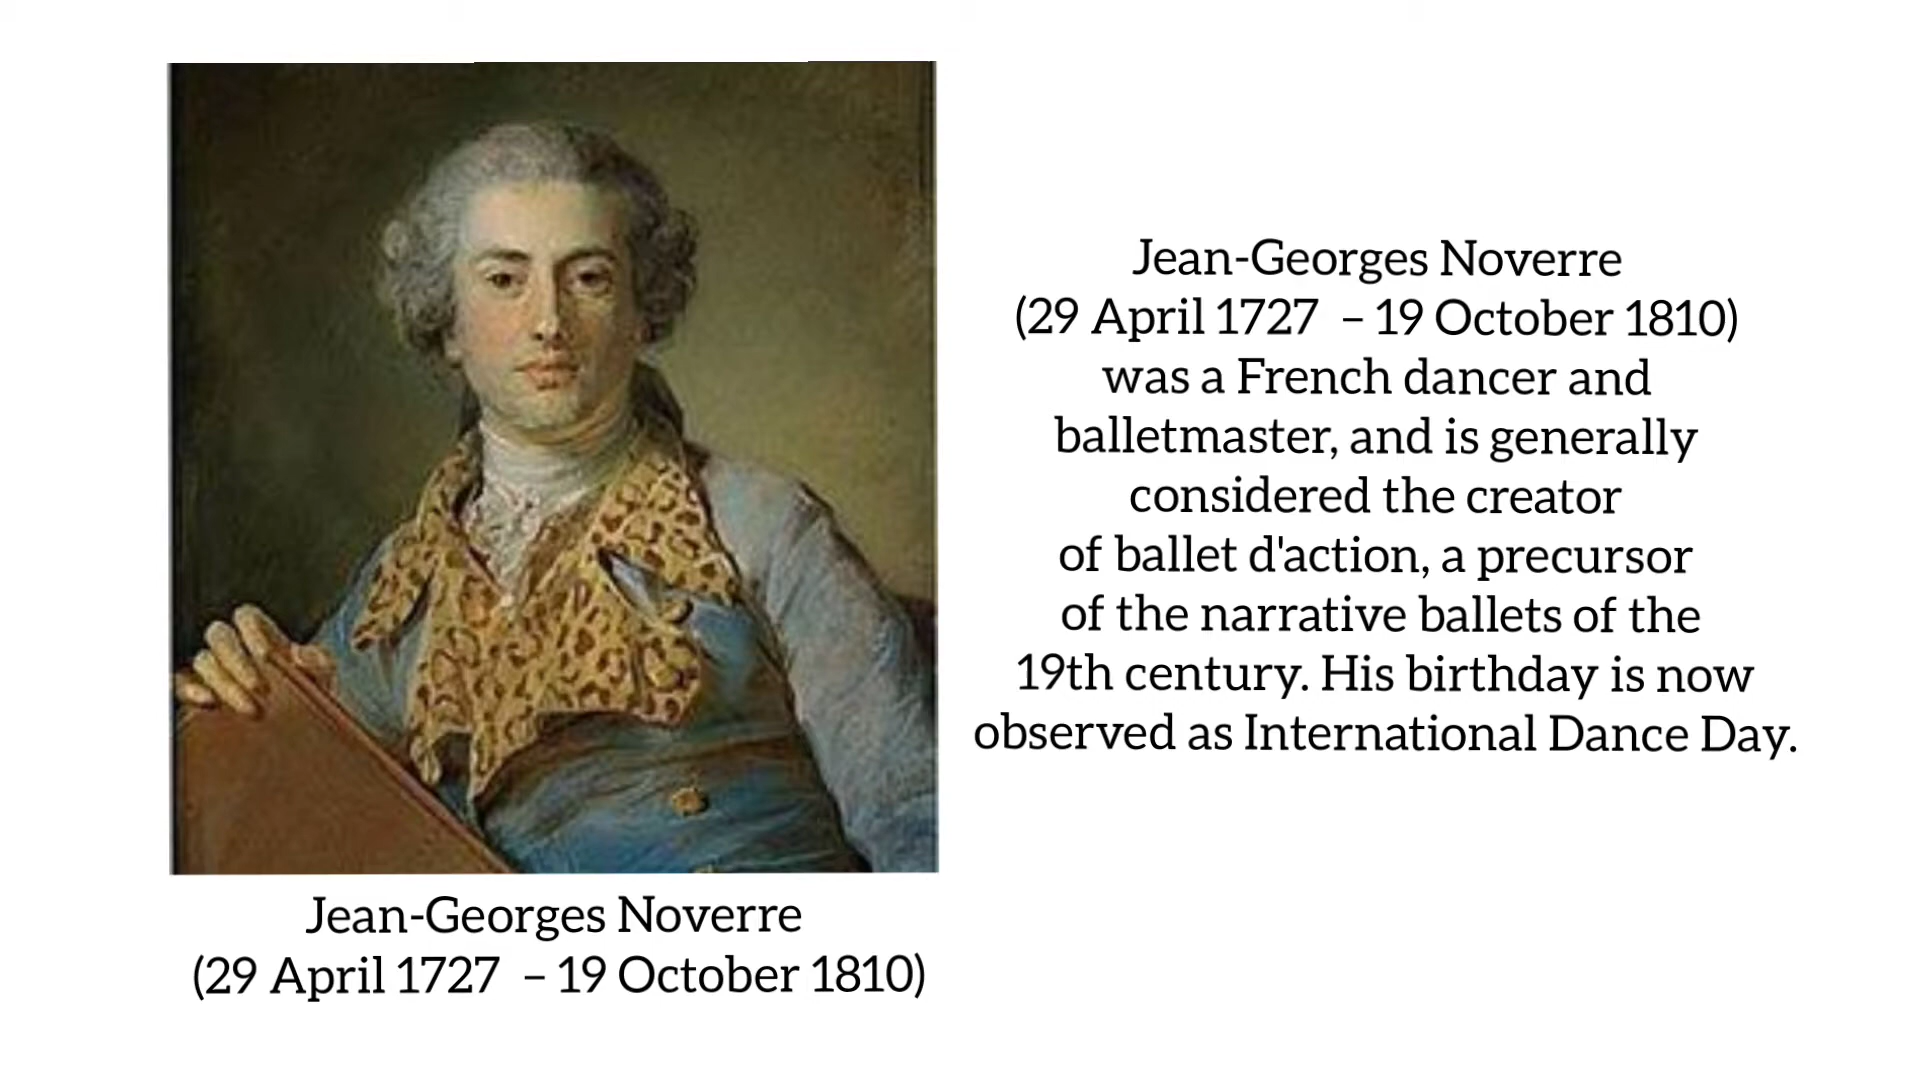 Jean-Georges Noverre
(29 April 1727 – 19 October 1810)
was a French dancer and
balletmaster, and is generally
considered the creator
of ballet d'action, a precursor
of the narrative ballets of the
19th century. His birthday is now
observed as International Dance Day.
Jean-Georges Noverre
(29 April 1727 – 19 October 1810)